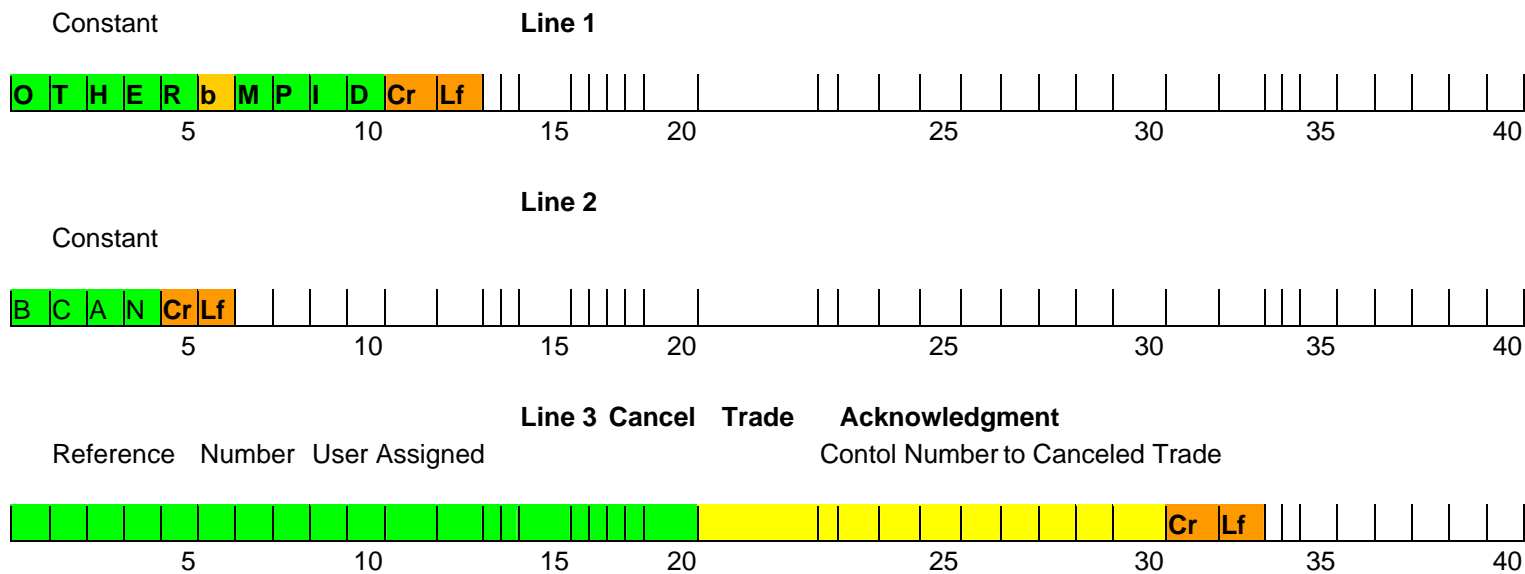 Constant Line 1
O T H E R b M P I D Cr Lf
5 10 15 20 25 30 35 40
Line 2
Constant
B C A N Cr Lf
5 10 15 20 25 30 35 40
Line 3 Cancel Trade Acknowledgment
Reference Number User Assigned Contol Number to Canceled Trade
Cr Lf
5 10 15 20 25 30 35 40